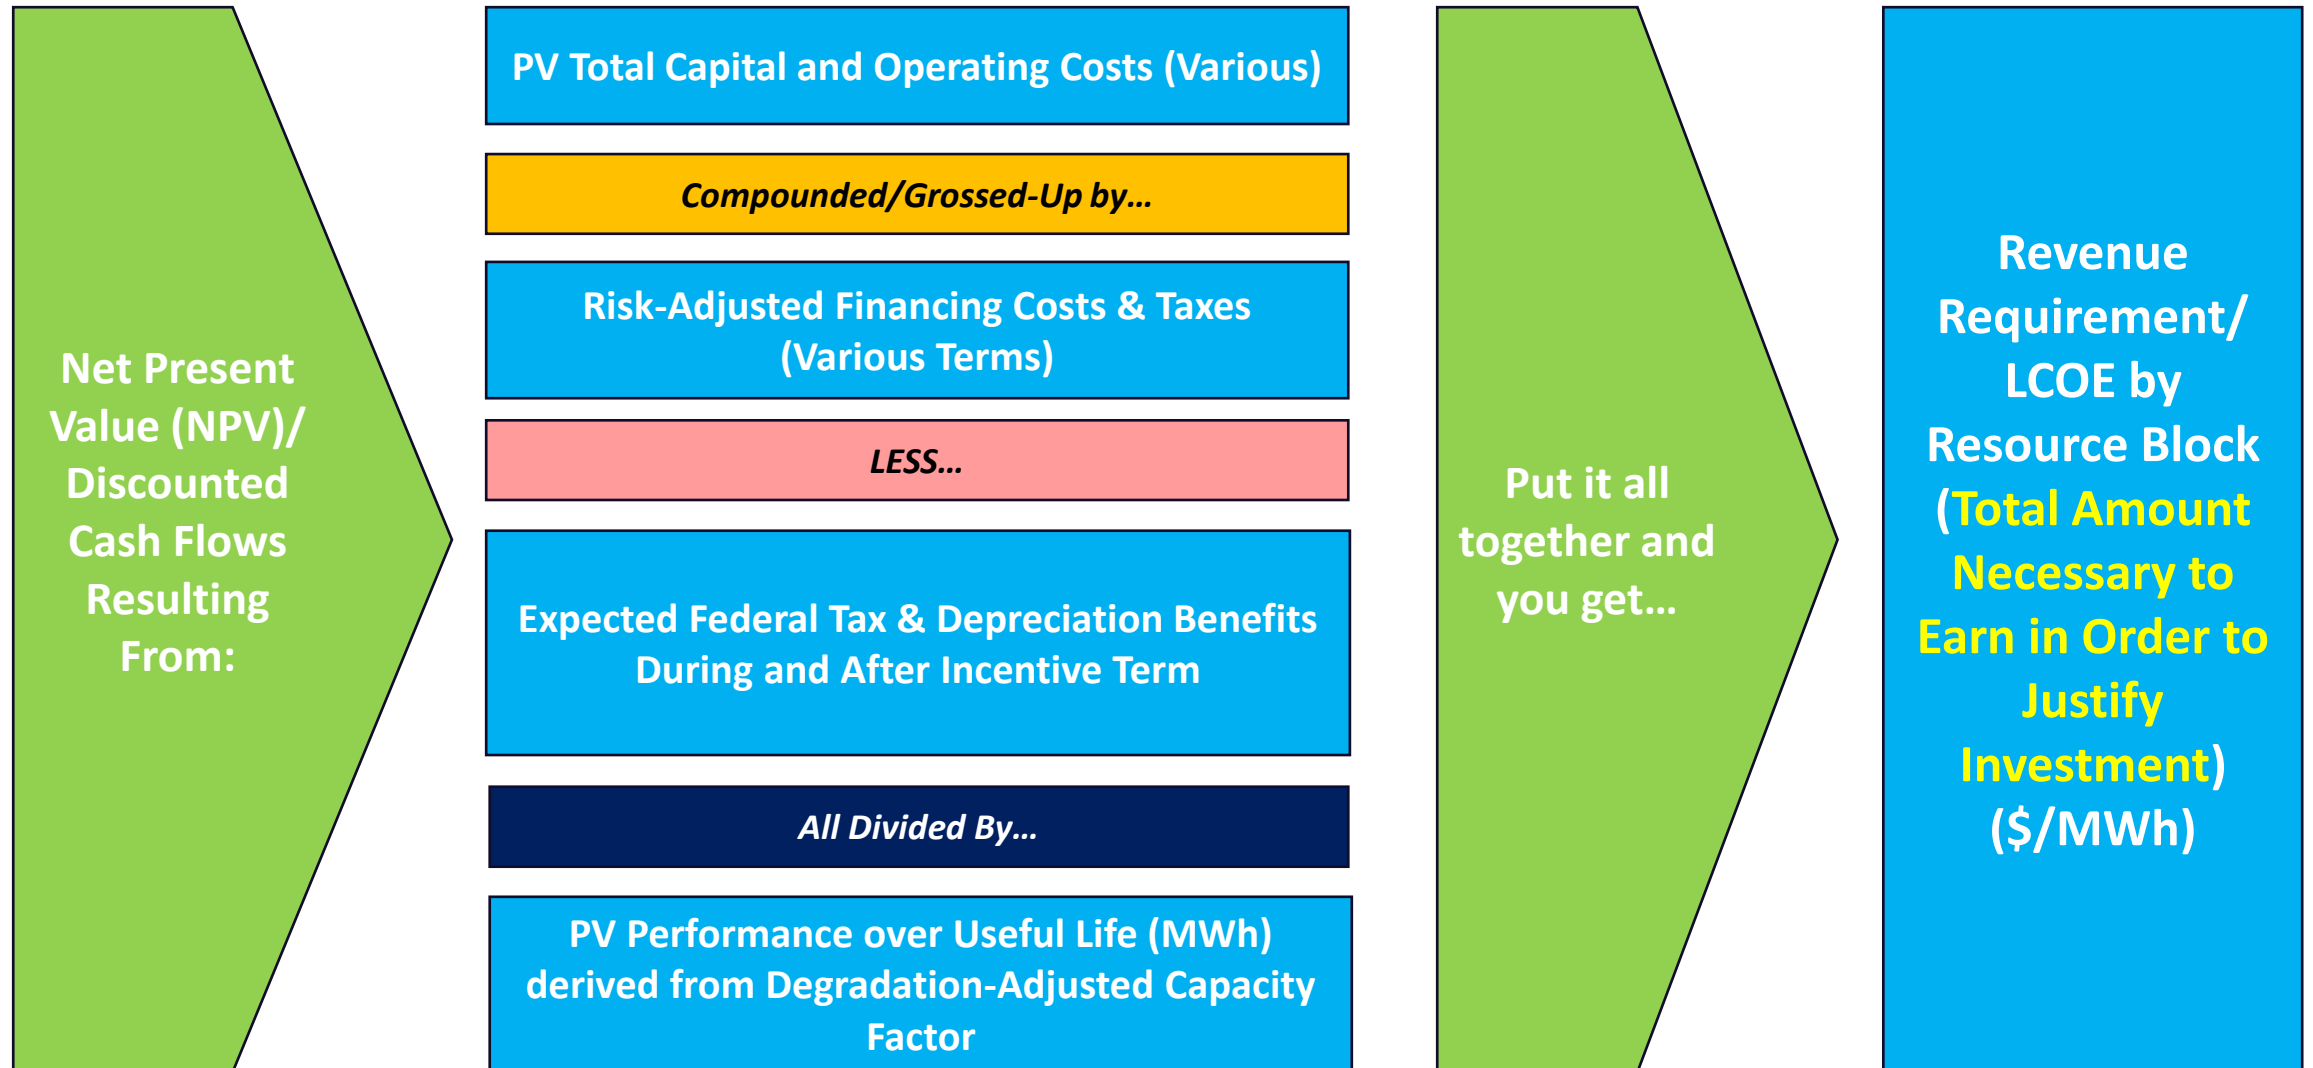 Net Present
Value (NPV)/
Discounted
Cash Flows
Resulting
From:
PV Total Capital and Operating Costs (Various)
Compounded/Grossed-Up by…
Risk-Adjusted Financing Costs & Taxes
(Various Terms)
LESS…
Expected Federal Tax & Depreciation Benefits
During and After Incentive Term
All Divided By…
PV Performance over Useful Life (MWh)
derived from Degradation-Adjusted Capacity
Factor
Put it all
together and
you get…
Revenue
Requirement/
LCOE by
Resource Block
(Total Amount
Necessary to
Earn in Order to
Justify
Investment)
($/MWh)